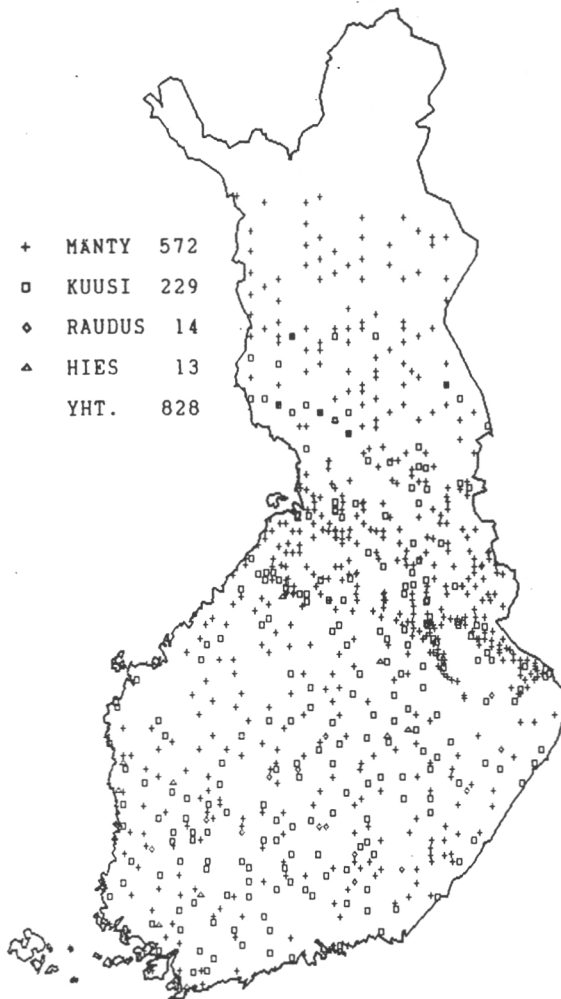 + MÄNTY 572
□ KUUSI 229
◇ RAUDUS 14
△ HIES 13
YHT. 828